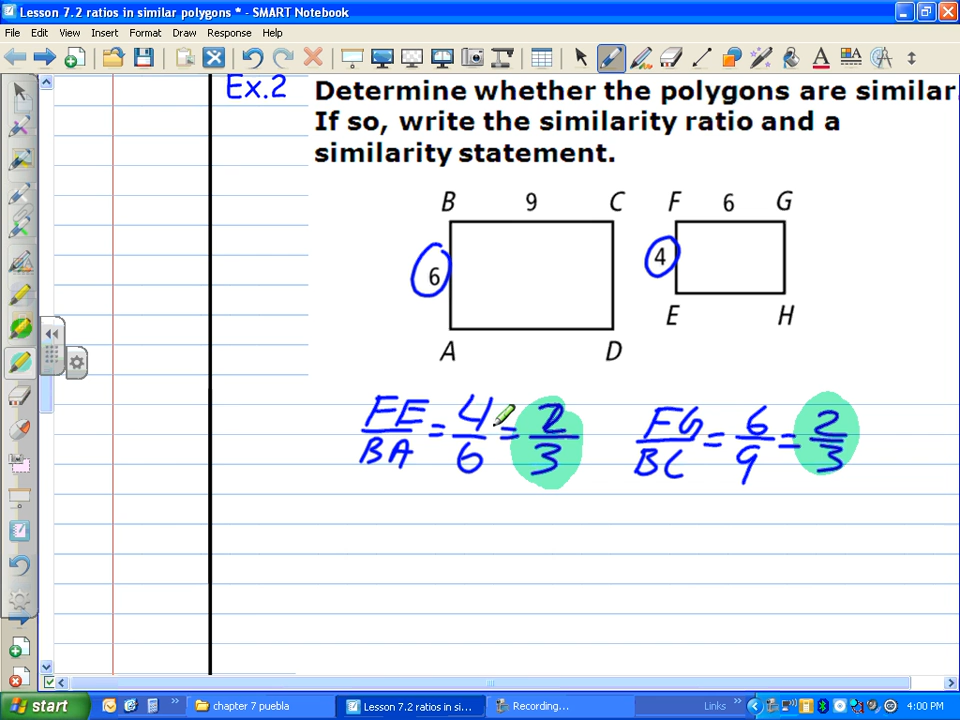 Lesson 7.2 ratios in similar polygons * - SMART Notebook
File Edit View Insert Format Draw Response Help
Ex.2
Determine whether the polygons are similar.
If so, write the similarity ratio and a
similarity statement.
B 9 C F 6 G
6 4
E H
A D
FE/BA = 4/6 = 2/3 FG/BC = 6/9 = 2/3
start chapter 7 puebla Lesson 7.2 ratios in si... Recording... Links » 4:00 PM